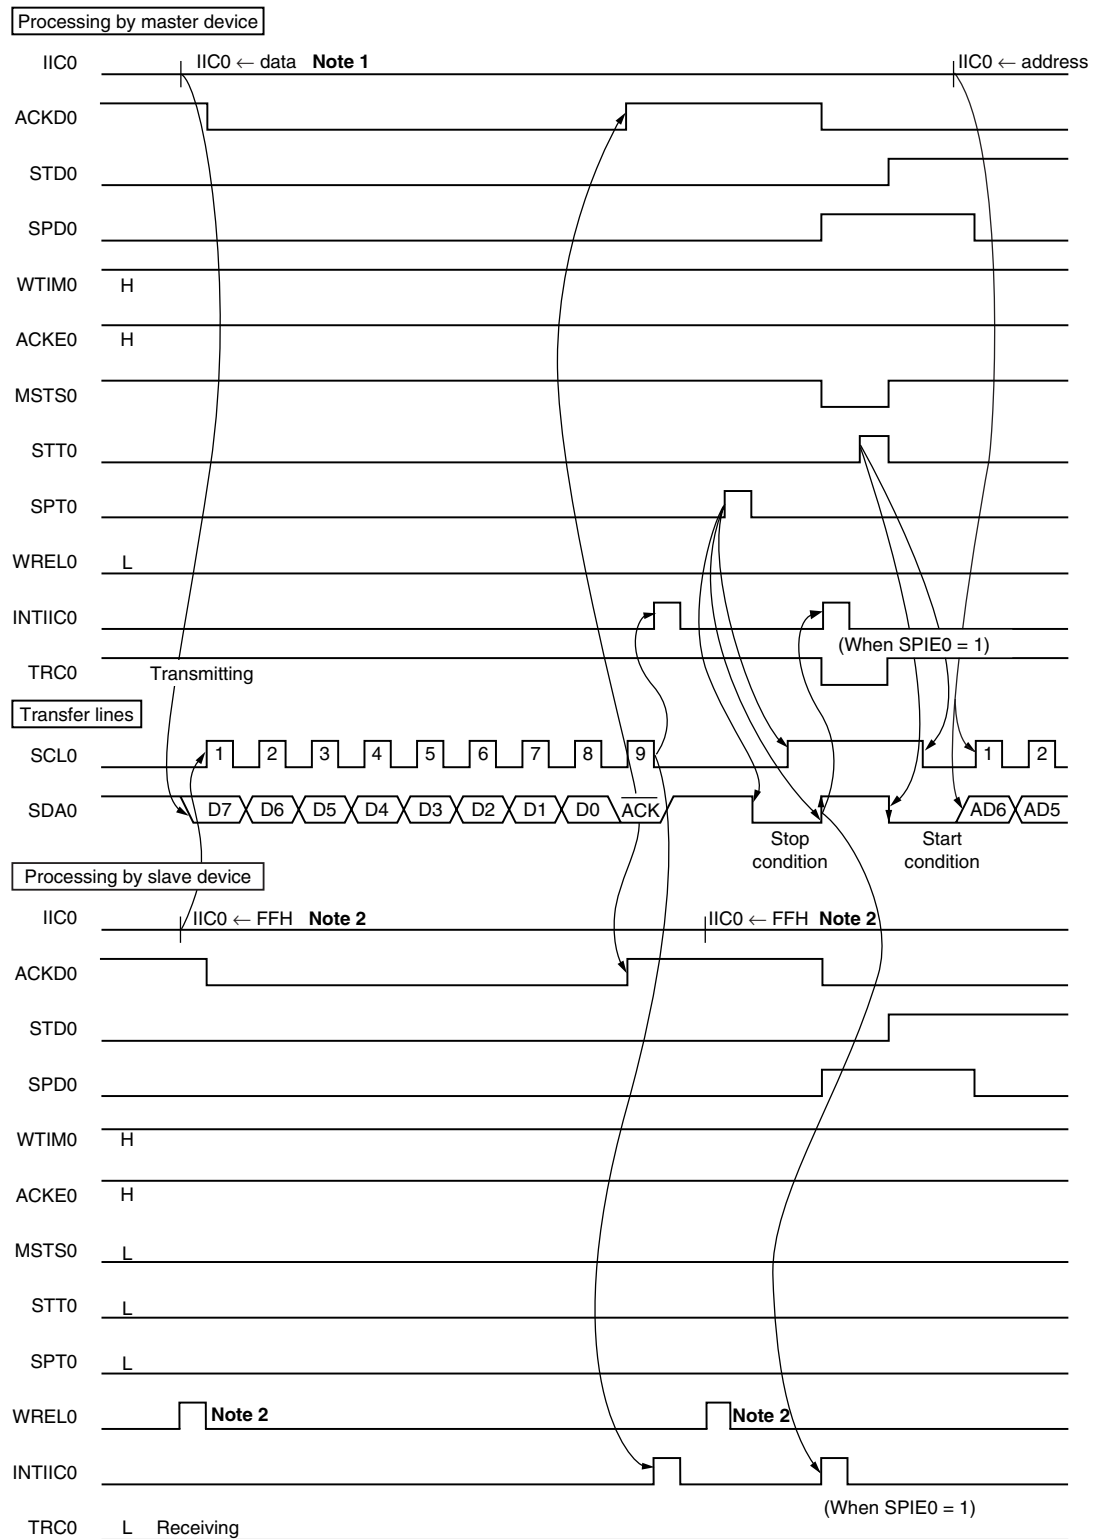 Processing by master device
IIC0 IIC0 ← data Note 1 IIC0 ← address
ACKD0
STD0
SPD0
WTIM0 H
ACKE0 H
MSTS0
STT0
SPT0
WREL0 L
INTIIC0
(When SPIE0 = 1)
TRC0 Transmitting
Transfer lines
SCL0 1 2 3 4 5 6 7 8 9 1 2
SDA0 D7 D6 D5 D4 D3 D2 D1 D0 A̅C̅K̅ AD6 AD5
Stop condition
Start condition
Processing by slave device
IIC0 IIC0 ← FFH Note 2 IIC0 ← FFH Note 2
ACKD0
STD0
SPD0
WTIM0 H
ACKE0 H
MSTS0 L
STT0 L
SPT0 L
WREL0 Note 2 Note 2
INTIIC0
(When SPIE0 = 1)
TRC0 L Receiving